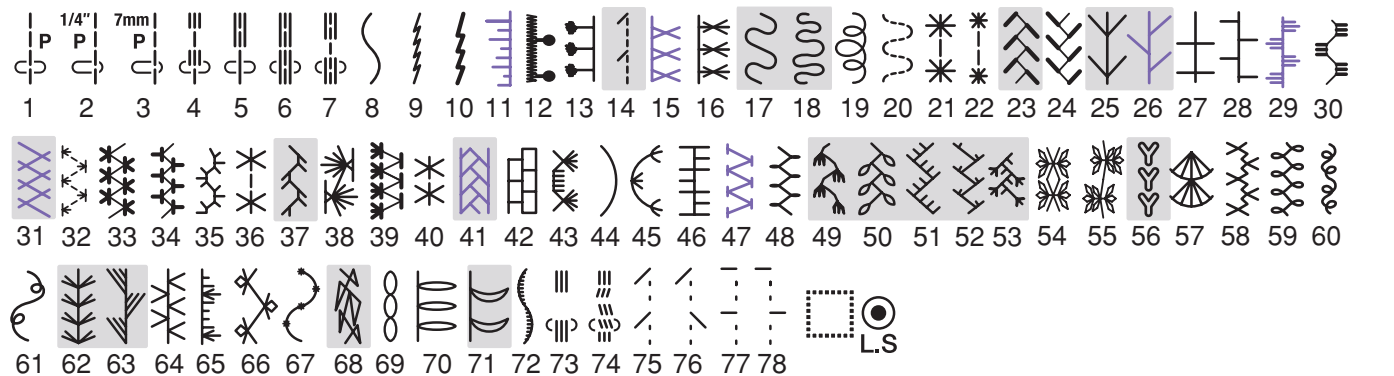 1/4" 7mm
P P P
1 2 3 4 5 6 7 8 9 10 11 12 13 14 15 16 17 18 19 20 21 22 23 24 25 26 27 28 29 30
31 32 33 34 35 36 37 38 39 40 41 42 43 44 45 46 47 48 49 50 51 52 53 54 55 56 57 58 59 60
L.S
61 62 63 64 65 66 67 68 69 70 71 72 73 74 75 76 77 78